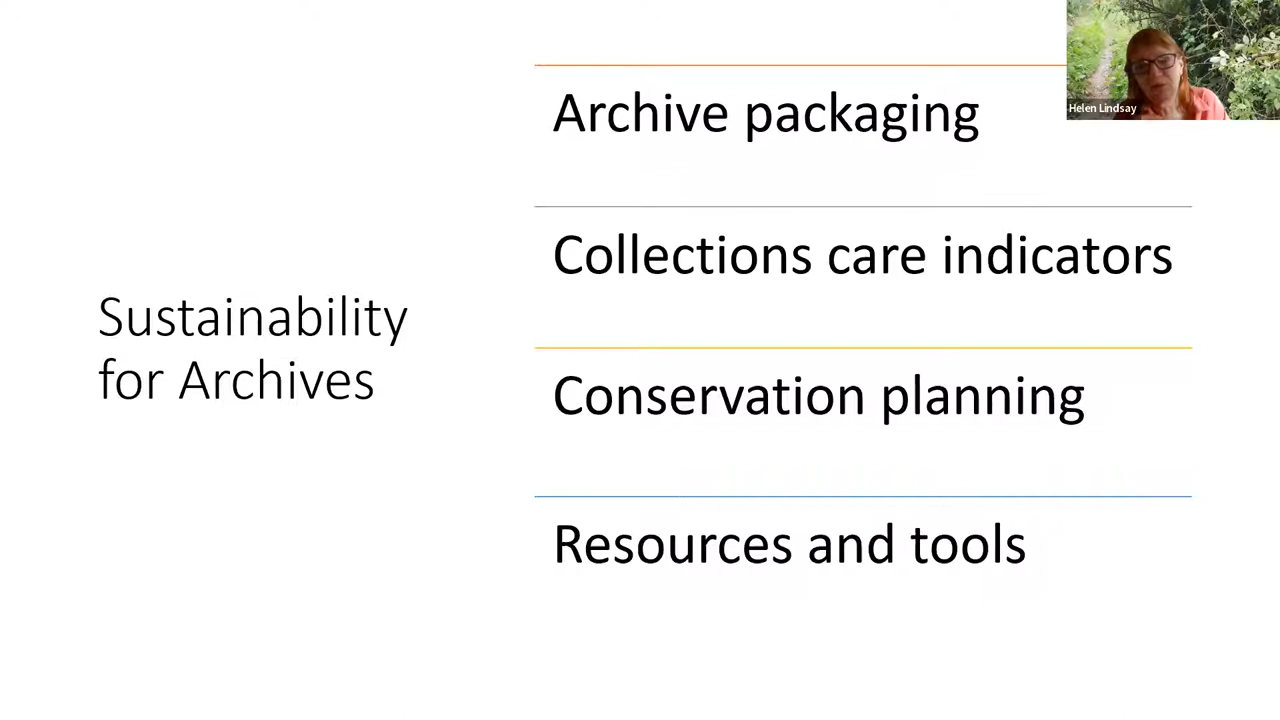 Sustainability
for Archives
Archive packaging
Collections care indicators
Conservation planning
Resources and tools
Helen Lindsay